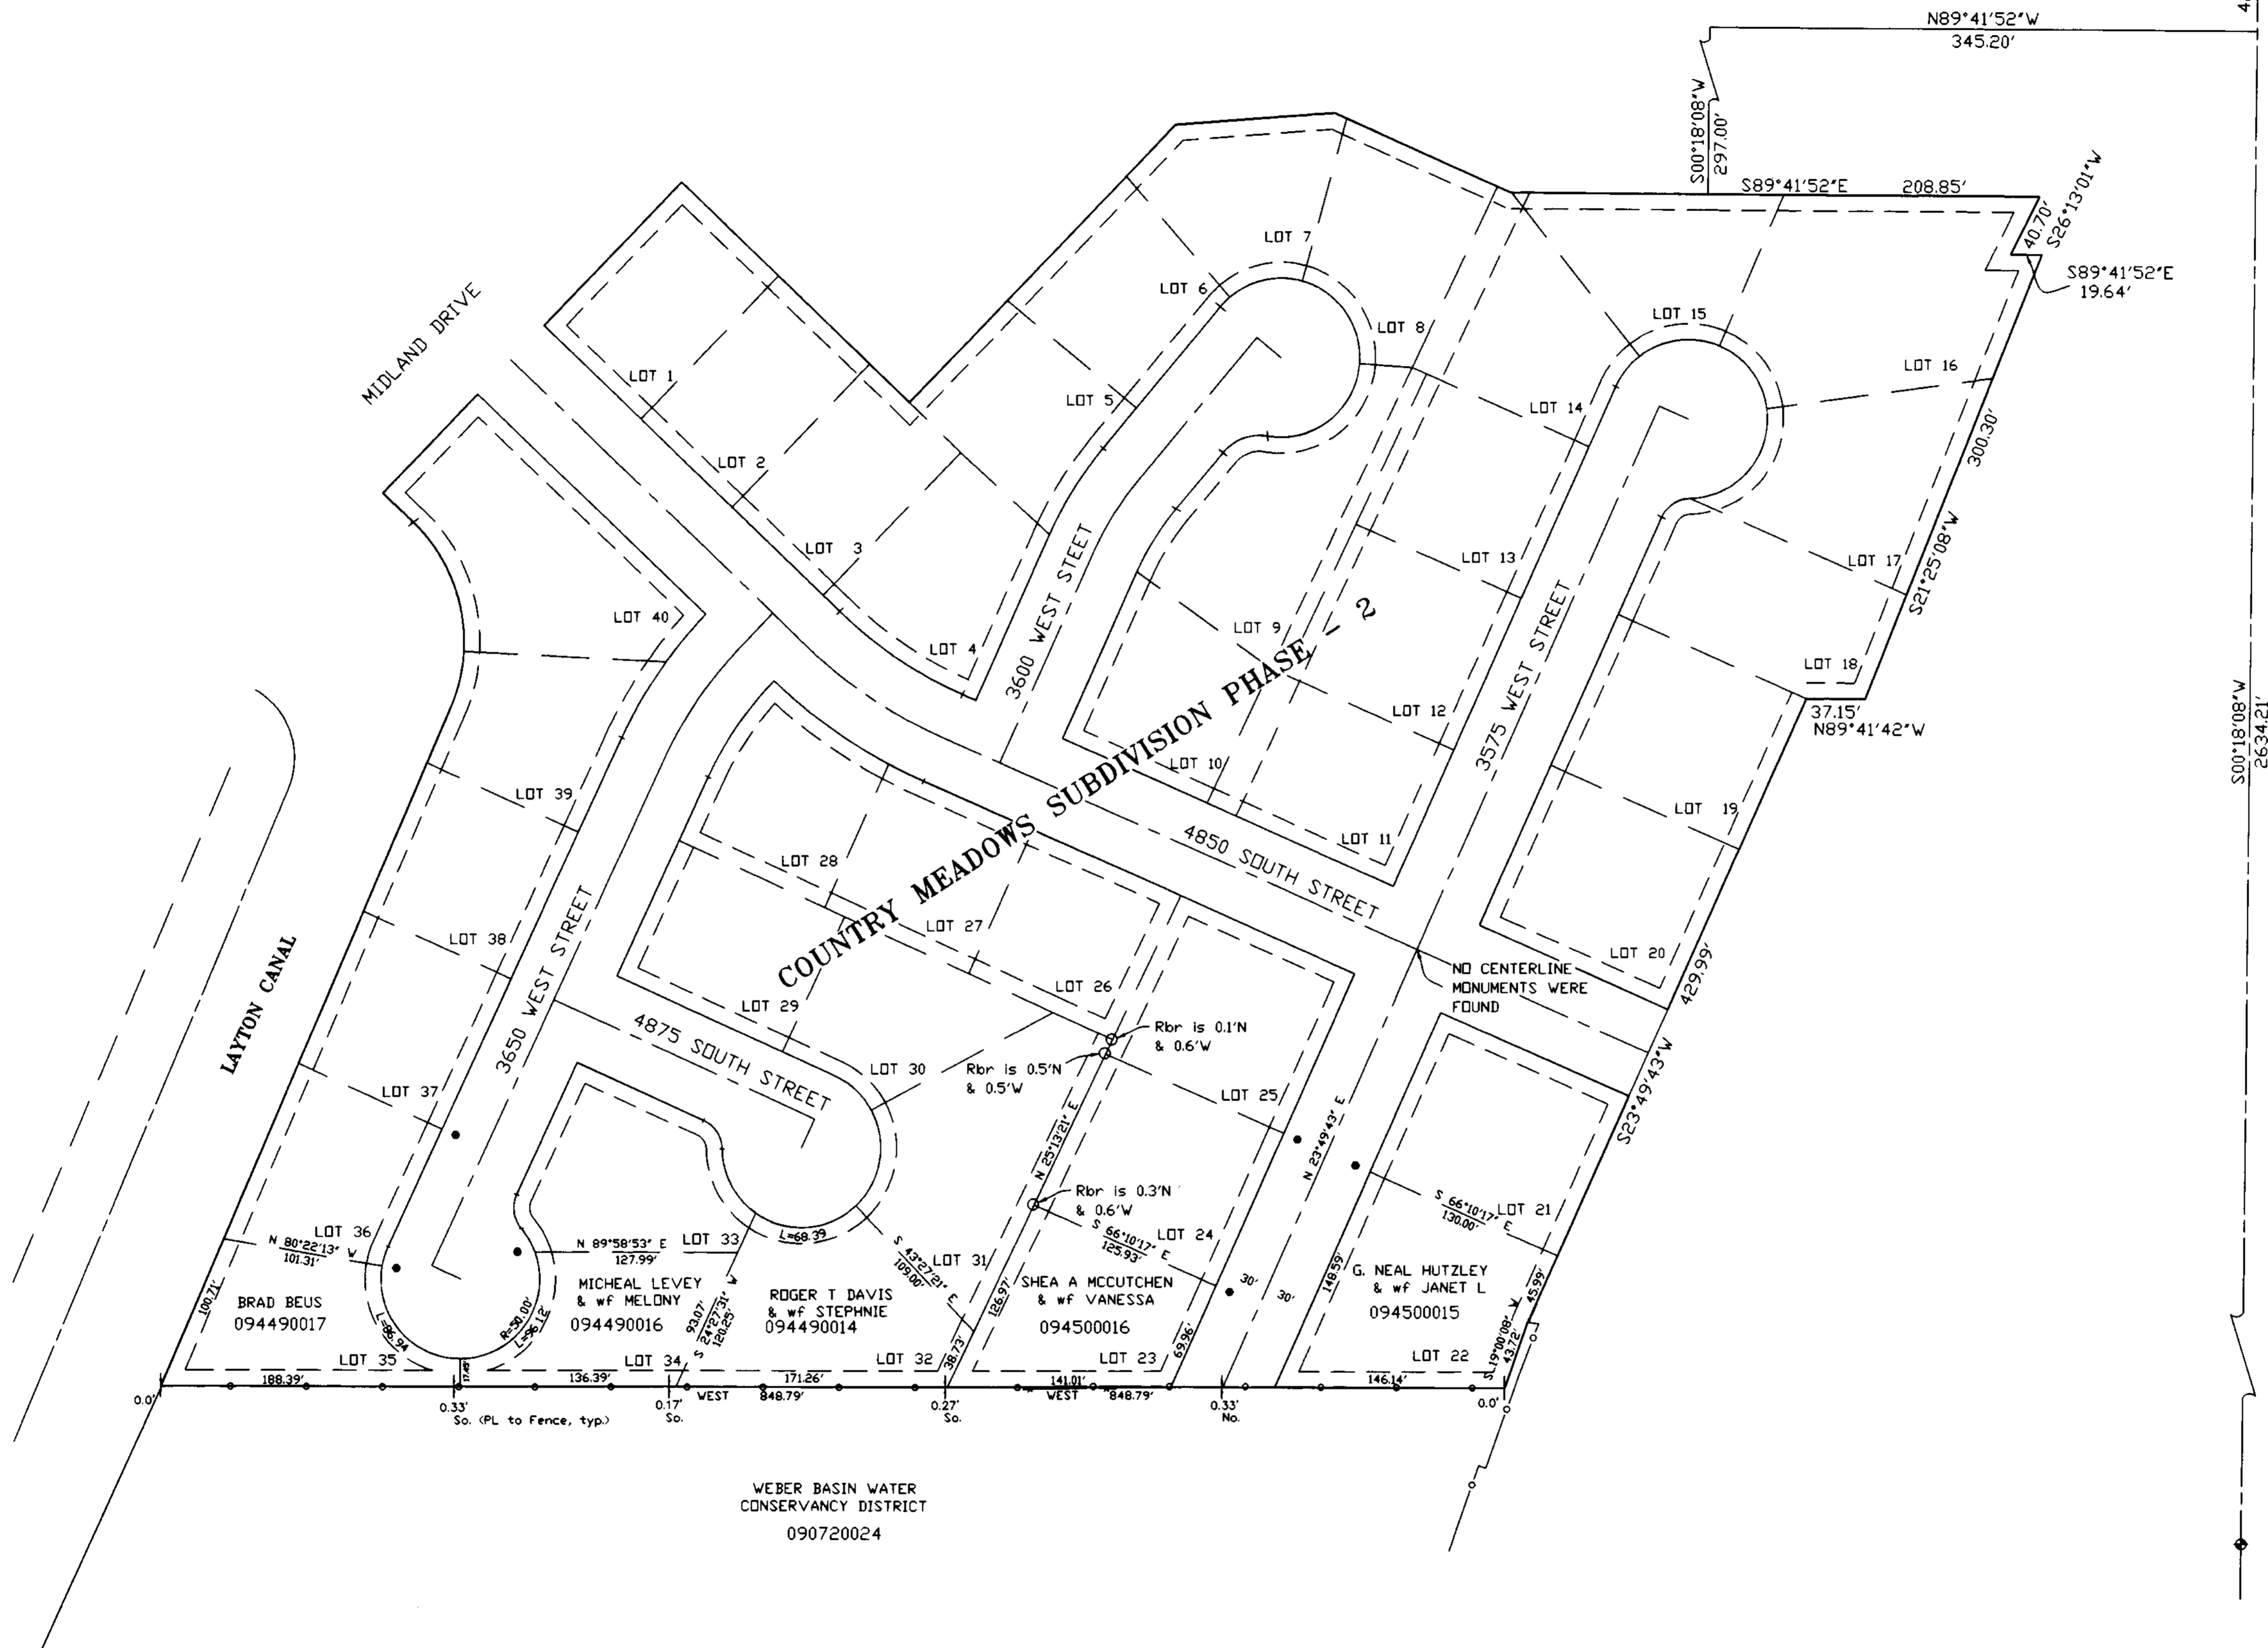 N89°41'52"W
345.20'
S00°18'08"W
297.00'
S89°41'52"E
208.85'
40.70'
S26°13'01"W
S89°41'52"E
19.64'
MIDLAND DRIVE
LOT 7
LOT 6
LOT 8
LOT 15
LOT 16
LOT 1
LOT 5
LOT 14
300.30'
LOT 2
LOT 3
LOT 13
LOT 17
S21°25'08"W
LOT 40
LOT 4
3600 WEST STEET
LOT 9
LOT 18
LOT 12
3575 WEST STREET
37.15'
N89°41'42"W
S00°18'08"W
2634.21'
COUNTRY MEADOWS SUBDIVISION PHASE - 2
LOT 10
LOT 39
LOT 19
4850 SOUTH STREET
LOT 11
LOT 28
LOT 27
LOT 38
3650 WEST STREET
LOT 20
NO CENTERLINE
MONUMENTS WERE
FOUND
429.99'
LAYTON CANAL
LOT 29
LOT 26
4875 SOUTH STREET
Rbr is 0.1'N
& 0.6'W
LOT 30
Rbr is 0.5'N
& 0.5'W
LOT 37
LOT 25
S23°49'43"W
N 25°13'21" E
N 23°49'43" E
Rbr is 0.3'N
& 0.6'W
S 66°10'17" E
130.00'
LOT 21
LOT 36
N 80°22'13" W
101.31'
N 89°58'53" E
127.99'
LOT 33
L=68.39
S 43°27'21" E
109.00'
LOT 31
S 66°10'17" E
125.93'
LOT 24
30'
30'
148.59'
100.71'
BRAD BEUS
094490017
L=86.94
R=50.00'
L=96.12'
MICHEAL LEVEY
& wf MELONY
094490016
93.07'
S 24°27'31" W
120.25'
ROGER T DAVIS
& wf STEPHNIE
094490014
126.97'
SHEA A MCCUTCHEN
& wf VANESSA
094500016
69.96'
G. NEAL HUTZLEY
& wf JANET L
094500015
45.99'
S 19°00'08" W
43.72'
LOT 35
17.49'
LOT 34
LOT 32
38.73'
LOT 23
LOT 22
0.0'
188.39'
136.39'
171.26'
141.01'
146.14'
0.0'
WEST 848.79'
WEST 848.79'
0.33'
So. (PL to Fence, typ.)
0.17'
So.
0.27'
So.
0.33'
No.
WEBER BASIN WATER
CONSERVANCY DISTRICT
090720024